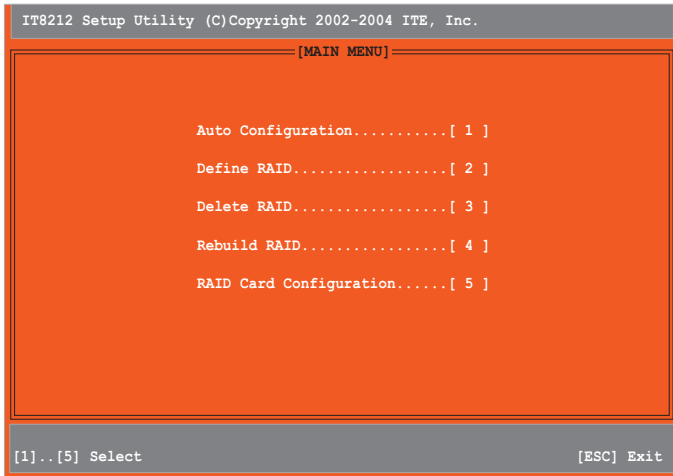 IT8212 Setup Utility (C)Copyright 2002-2004 ITE, Inc.
[MAIN MENU]
Auto Configuration...........[ 1 ]
Define RAID..................[ 2 ]
Delete RAID..................[ 3 ]
Rebuild RAID.................[ 4 ]
RAID Card Configuration......[ 5 ]
[1]..[5] Select [ESC] Exit